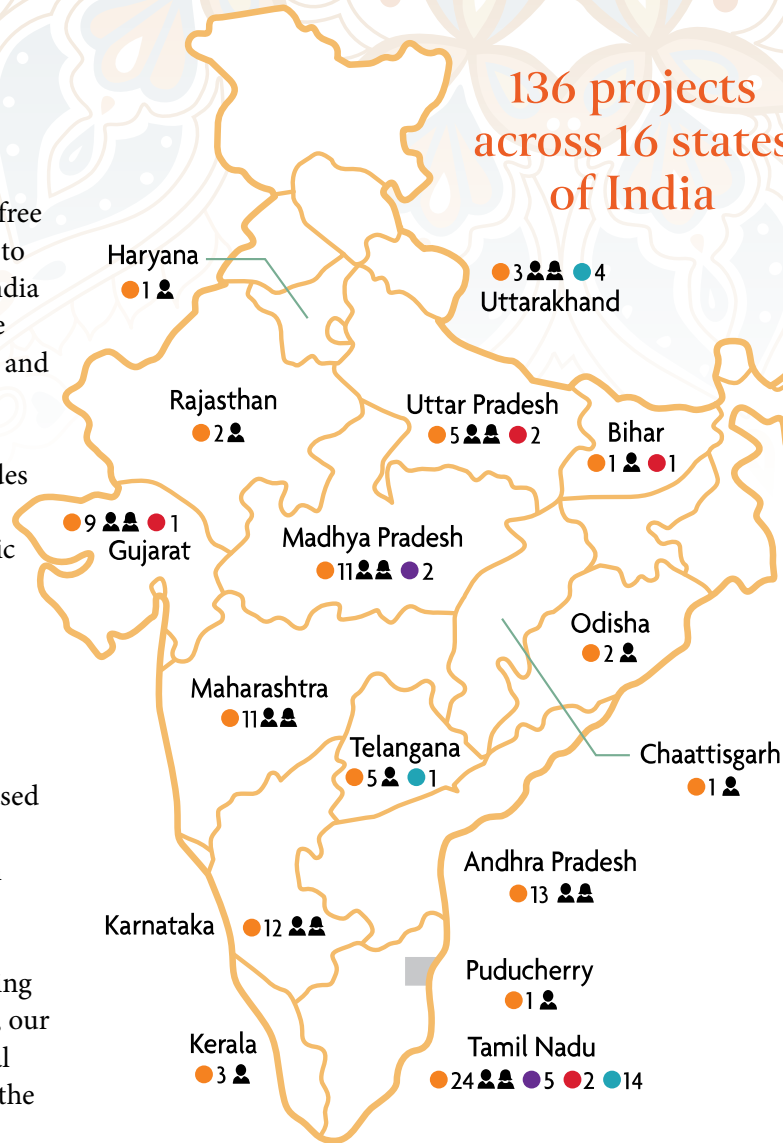 136 projects
across 16 states
of India
free
to
ndia
e
and
les
ic
sed
ng
, our
l
the
Haryana
1
3 4
Uttarakhand
Rajasthan
2
Uttar Pradesh
5 2
Bihar
1 1
9 1
Gujarat
Madhya Pradesh
11 2
Odisha
2
Maharashtra
11
Telangana
5 1
Chaattisgarh
1
Andhra Pradesh
13
Karnataka 12
Puducherry
1
Kerala
3
Tamil Nadu
24 5 2 14